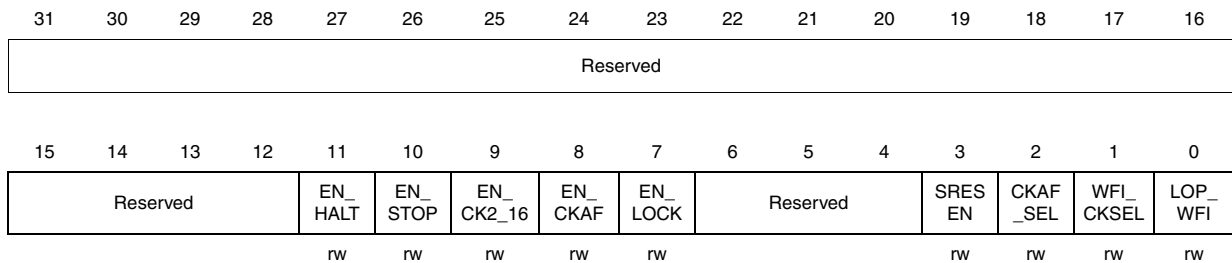 31 30 29 28 27 26 25 24 23 22 21 20 19 18 17 16
Reserved
15 14 13 12 11 10 9 8 7 6 5 4 3 2 1 0
Reserved EN_ EN_ EN_ EN_ EN_ Reserved SRES CKAF WFI_ LOP_
HALT STOP CK2_16 CKAF LOCK EN _SEL CKSEL WFI
rw rw rw rw rw rw rw rw rw